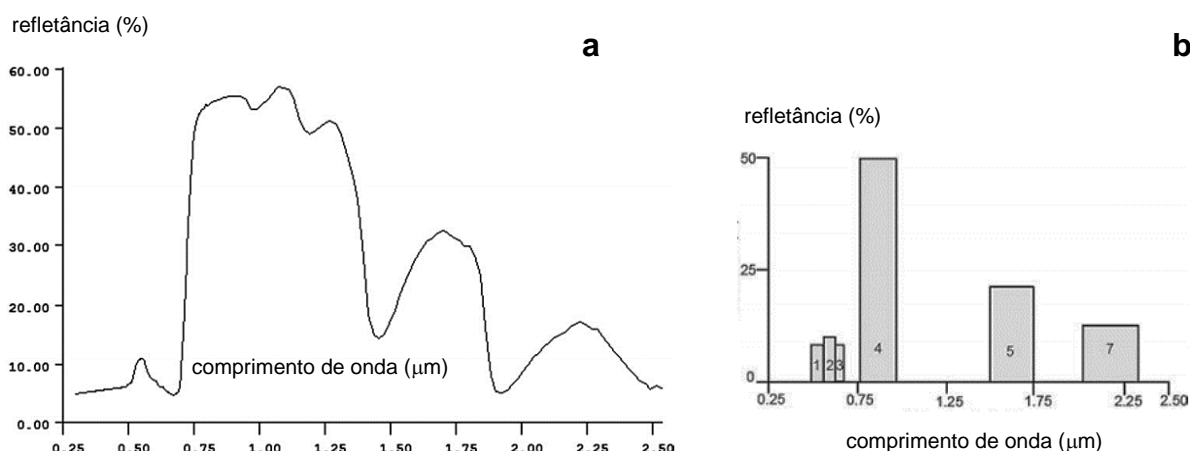 refletância (%)
a
60.00
50.00
40.00
30.00
20.00
10.00
0.00
comprimento de onda (μm)
0.25 0.50 0.75 1.00 1.25 1.50 1.75 2.00 2.25 2.50
b
refletância (%)
50
25
0
1 2 3 4 5 7
0.25 0.75 1.25 1.75 2.25 2.50
comprimento de onda (μm)